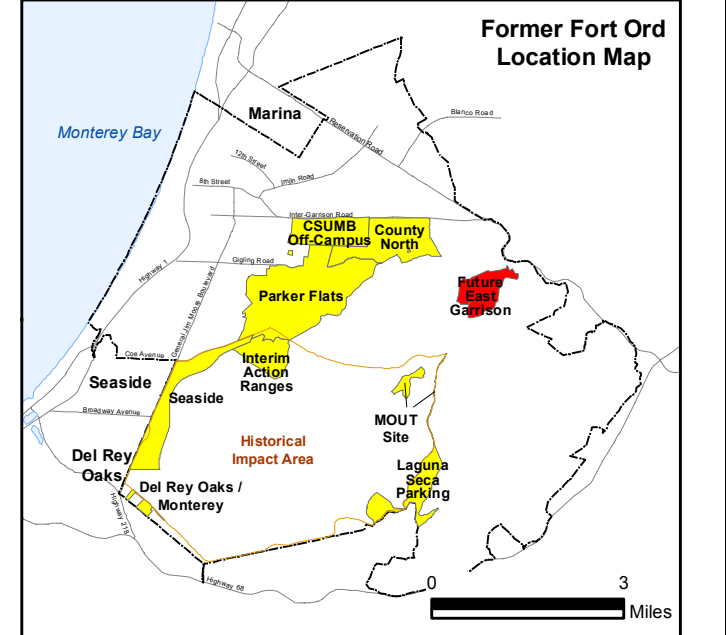 Former Fort Ord
Location Map
Marina
Blanco Road
Monterey Bay
Reservation Road
12th Street
Imjin Road
8th Street
Inter-Garrison Road
CSUMB
Off-Campus
County
North
Gigling Road
Highway 1
General Jim Moore Boulevard
Parker Flats
Future
East
Garrison
Coe Avenue
Interim
Action
Ranges
Seaside
Seaside
Broadway Avenue
MOUT
Site
Historical
Impact Area
Del Rey
Oaks
Laguna
Seca
Parking
Del Rey Oaks /
Monterey
Highway 218
Highway 68
0 3
Miles